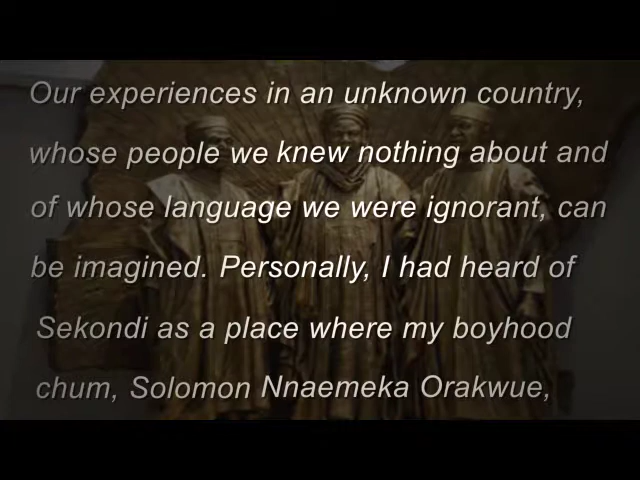 Our experiences in an unknown country,
whose people we knew nothing about and
of whose language we were ignorant, can
be imagined. Personally, I had heard of
Sekondi as a place where my boyhood
chum, Solomon Nnaemeka Orakwue,